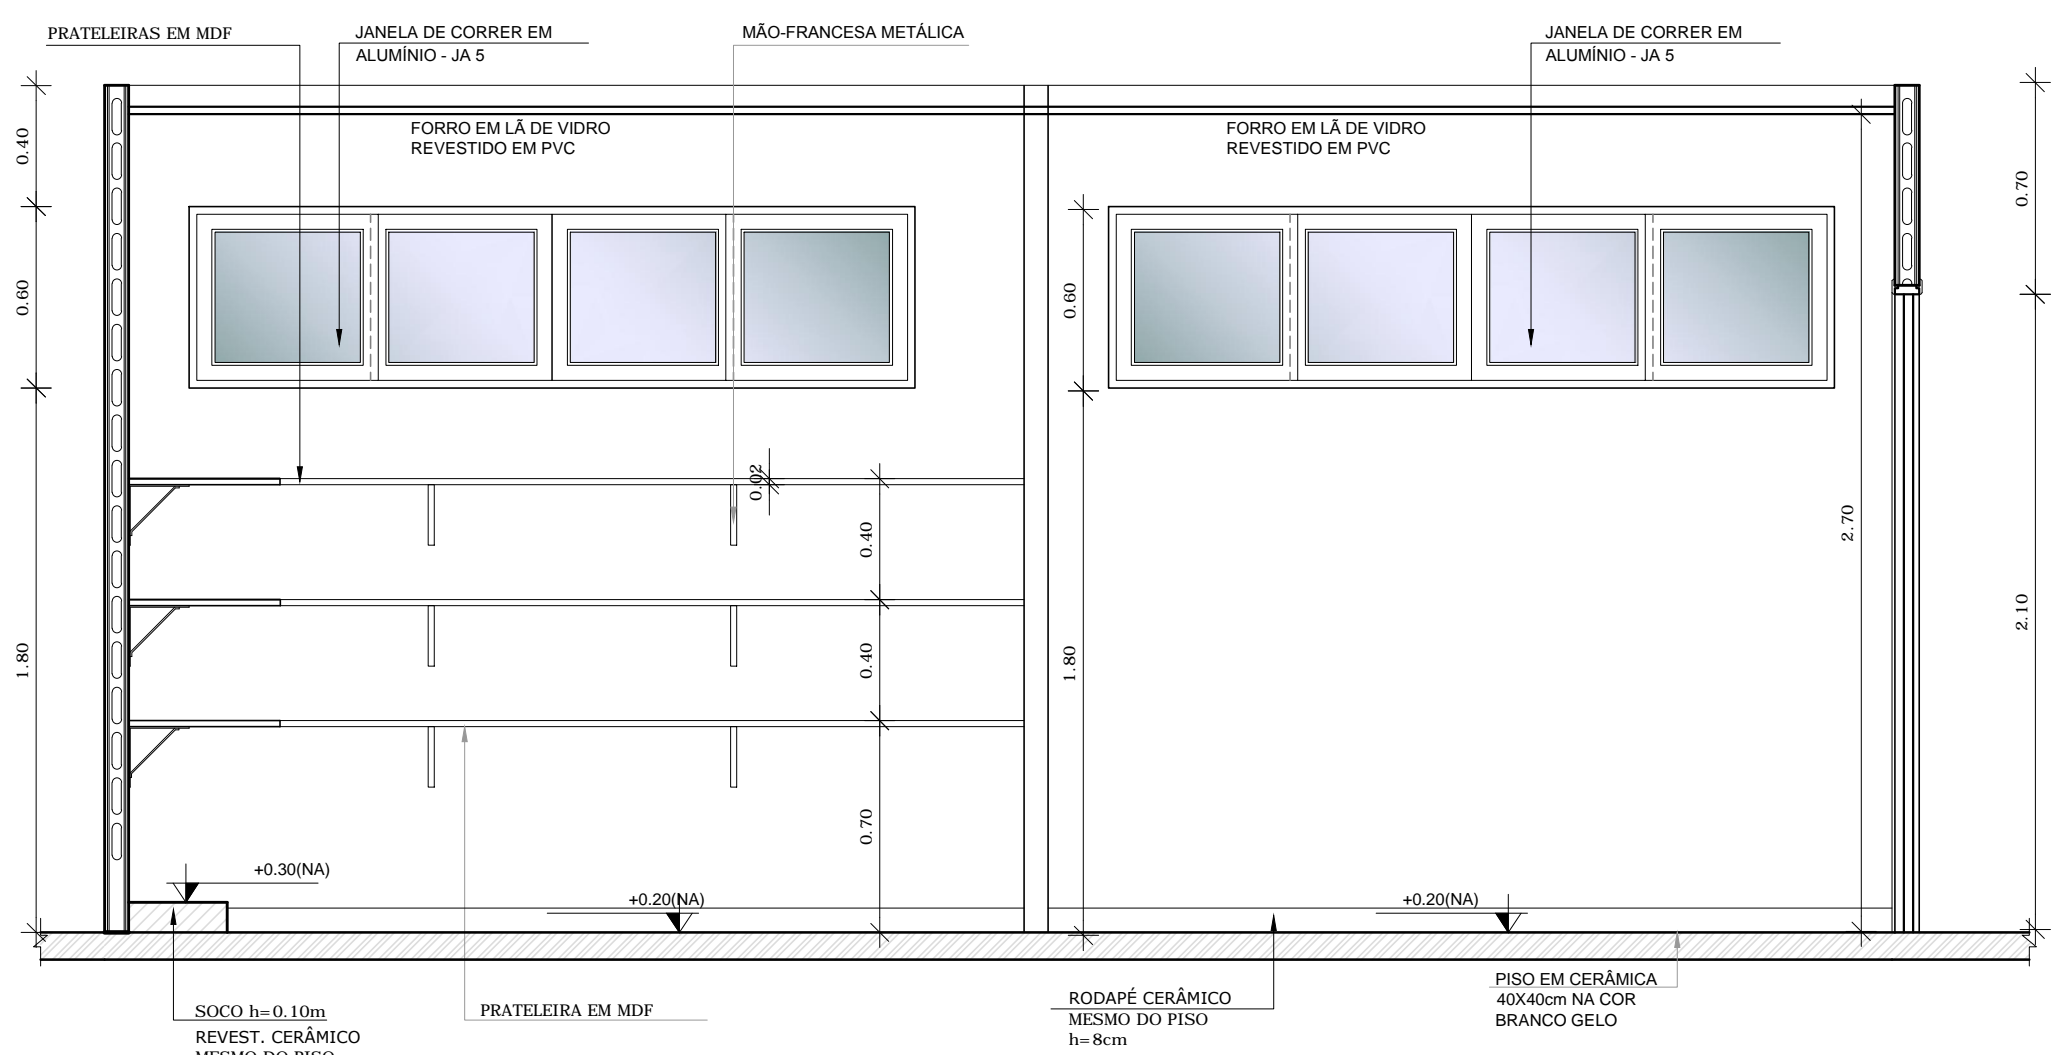 PRATELEIRAS EM MDF
JANELA DE CORRER EM
ALUMÍNIO - JA 5
MÃO-FRANCESA METÁLICA
JANELA DE CORRER EM
ALUMÍNIO - JA 5
FORRO EM LÃ DE VIDRO
REVESTIDO EM PVC
FORRO EM LÃ DE VIDRO
REVESTIDO EM PVC
0.40
0.60
1.80
0.02
0.40
0.40
0.70
0.60
1.80
2.70
0.70
2.10
+0.30(NA)
+0.20(NA)
+0.20(NA)
SOCO h=0.10m
REVEST. CERÂMICO
MESMO DO PISO
PRATELEIRA EM MDF
RODAPÉ CERÂMICO
MESMO DO PISO
h=8cm
PISO EM CERÂMICA
40X40cm NA COR
BRANCO GELO